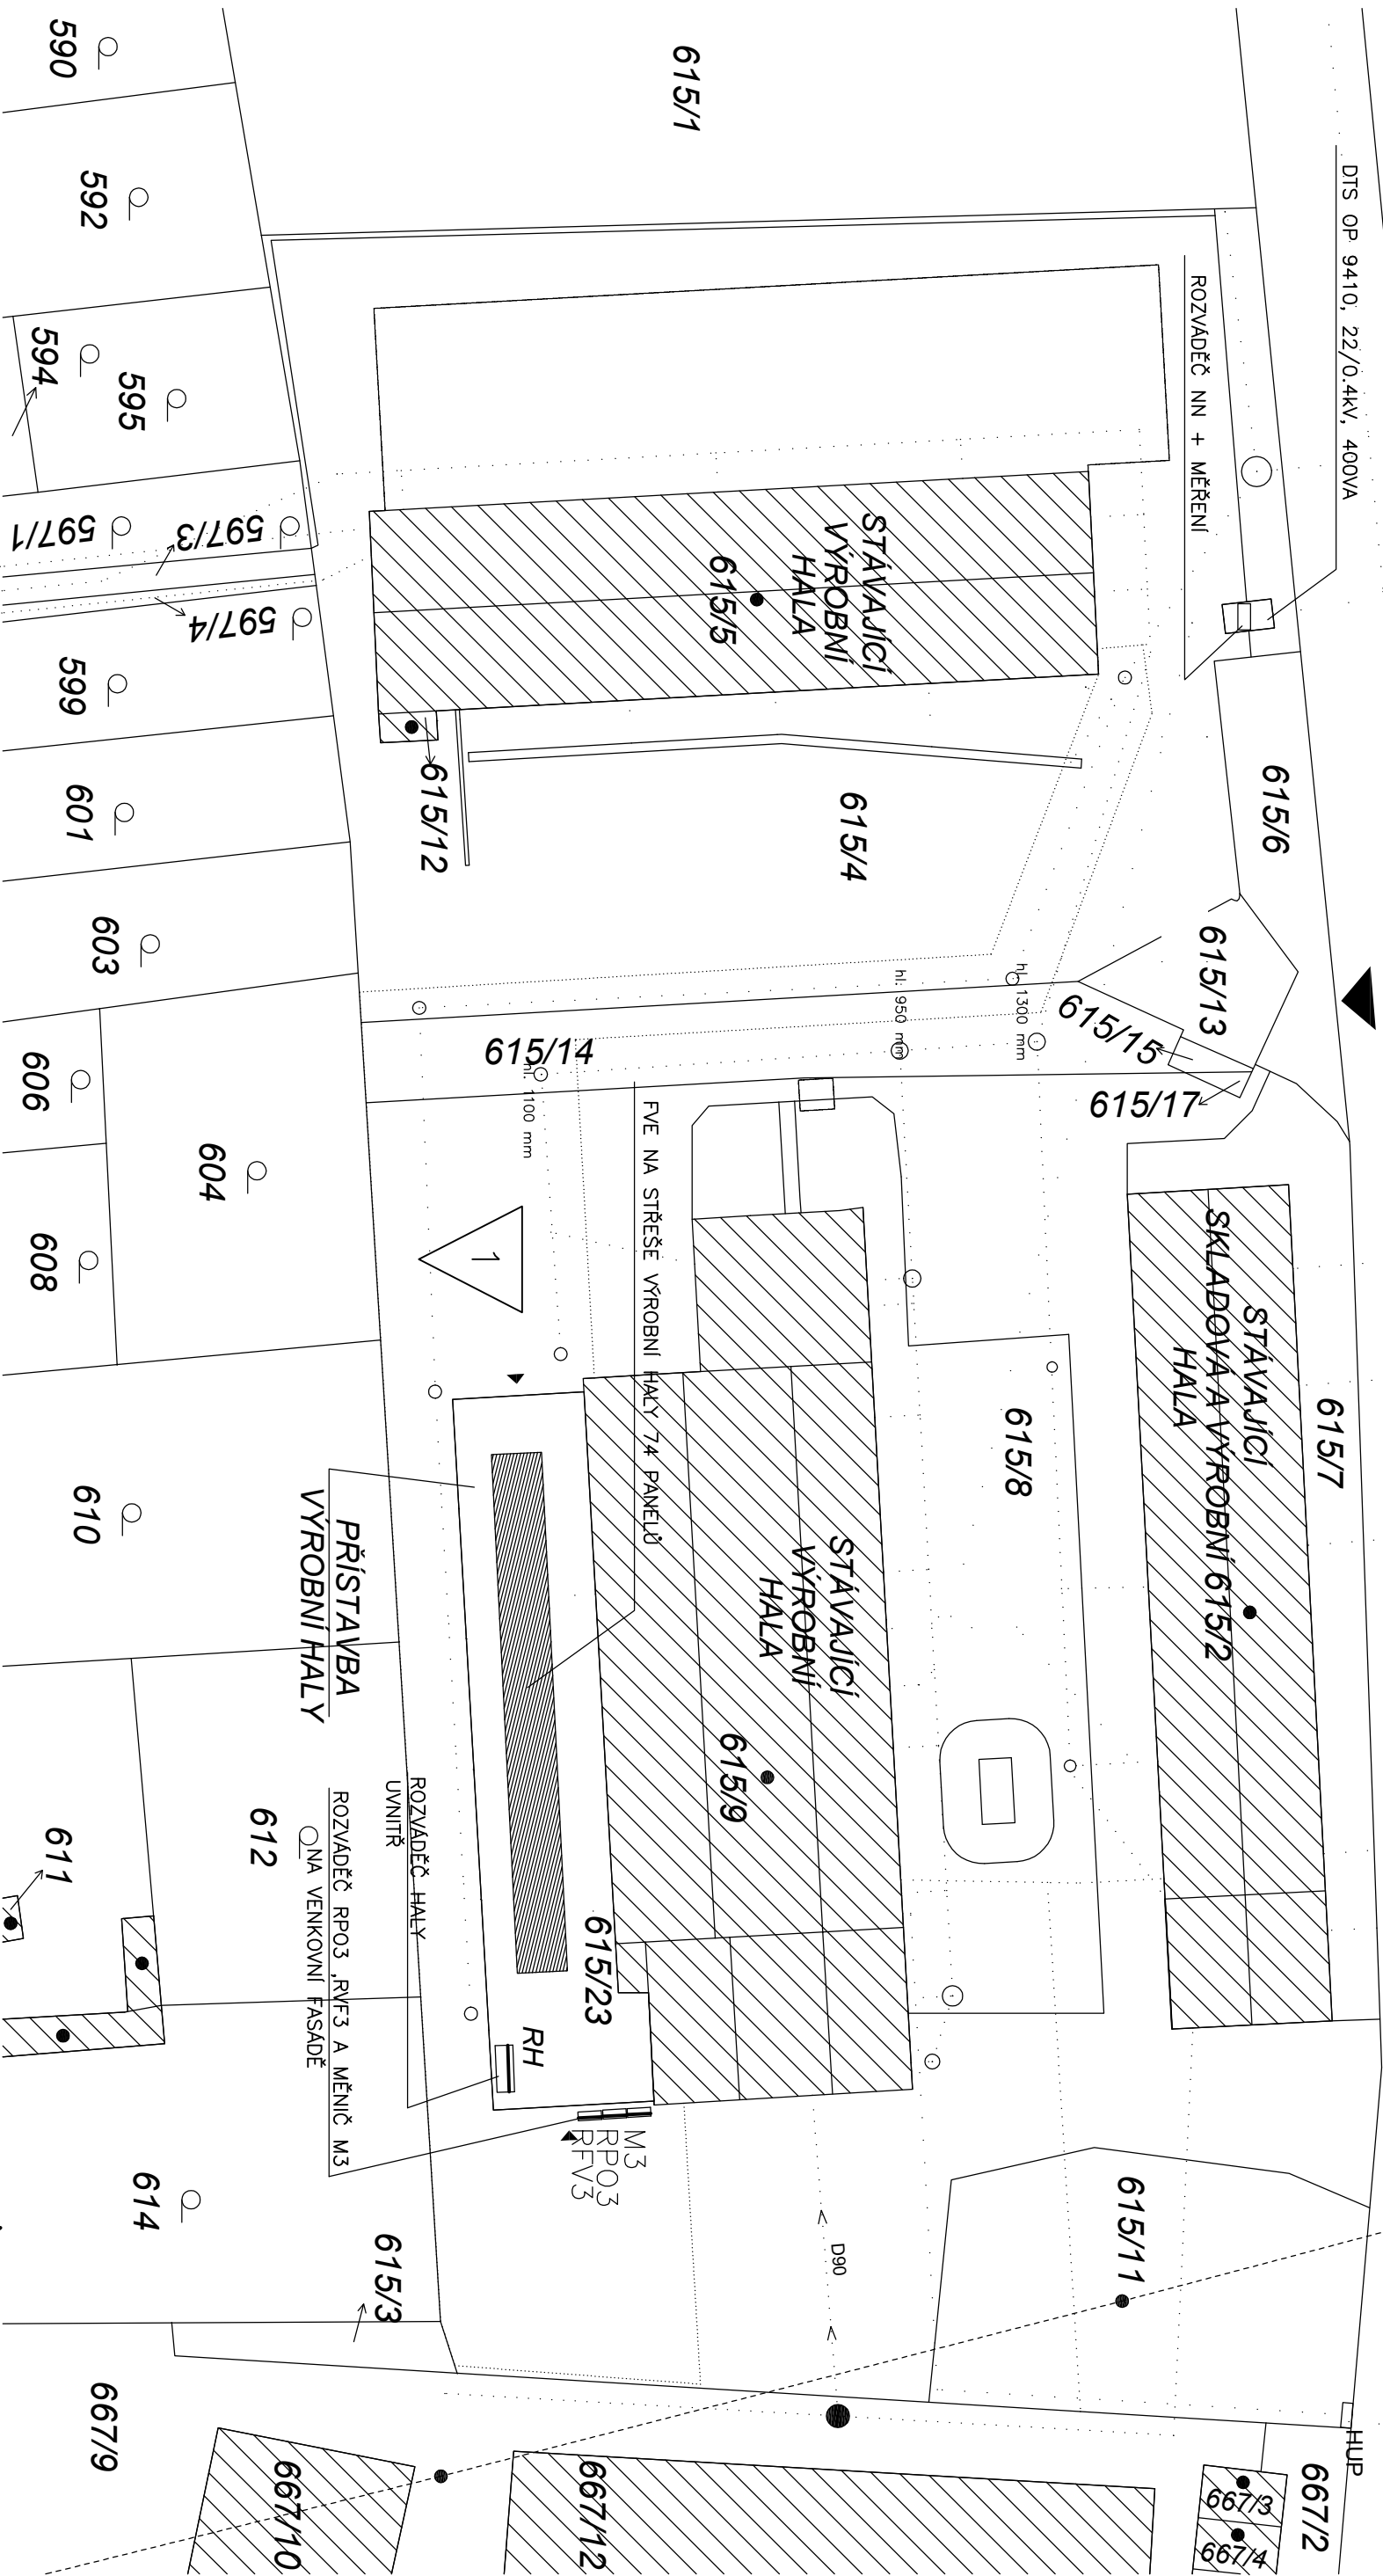 DTS OP 9410, 22/0.4kV, 400VA
ROZVÁDĚČ NN + MĚŘENÍ
615/1
590
592
594
595
597/1
597/3
597/4
599
601
603
606
604
608
610
STÁVAJÍCÍ
VÝROBNÍ
HALA
615/5
615/12
615/4
615/6
615/13
615/15
615/17
hl. 1300 mm
hl. 950 mm
615/14
hl. 1100 mm
FVE NA STŘEŠE VÝROBNÍ HALY 74 PANELŮ
1
STÁVAJÍCÍ
SKLADOVÁ A VÝROBNÍ 615/2
HALA
615/7
615/8
STÁVAJÍCÍ
VÝROBNÍ
HALA
615/9
PŘÍSTAVBA
VÝROBNÍ HALY
ROZVÁDĚČ HALY
UVNITŘ
ROZVÁDĚČ RPO3 ,RVF3 A MĚNIČ M3
NA VENKOVNÍ FASÁDĚ
612
611
615/23
RH
M3
RPO3
RFV3
614
615/3
D90
615/11
HUP
667/2
667/3
667/4
667/9
667/10
667/12